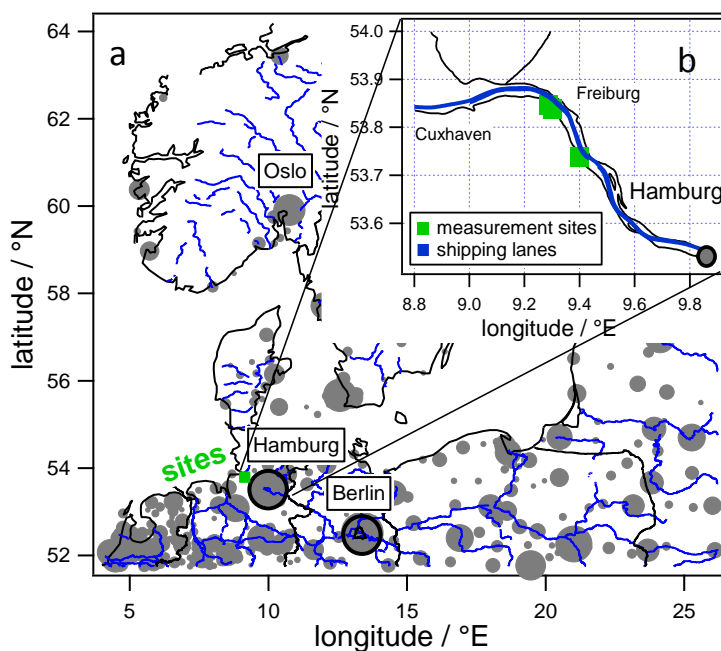 a
64
62
60
58
56
54
52
latitude / °N
5
10
15
20
25
longitude / °E
Oslo
Hamburg
Berlin
sites
b
54.0
53.9
53.8
53.7
53.6
latitude / °N
8.8
9.0
9.2
9.4
9.6
9.8
longitude / °E
Freiburg
Cuxhaven
Hamburg
measurement sites
shipping lanes